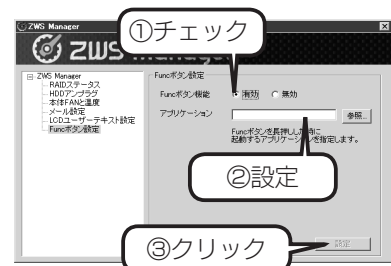 ZWS Manager
①チェック
ZWS Manager
ZWS Manager
RAIDステータス
HDDアンプラグ
本体FANと温度
メール設定
LCDユーザーテキスト設定
Funcボタン設定
Funcボタン設定
Funcボタン機能
有効
無効
アプリケーション
参照...
Funcボタンを長押しした時に
起動するアプリケーションを指定します。
②設定
③クリック
設定